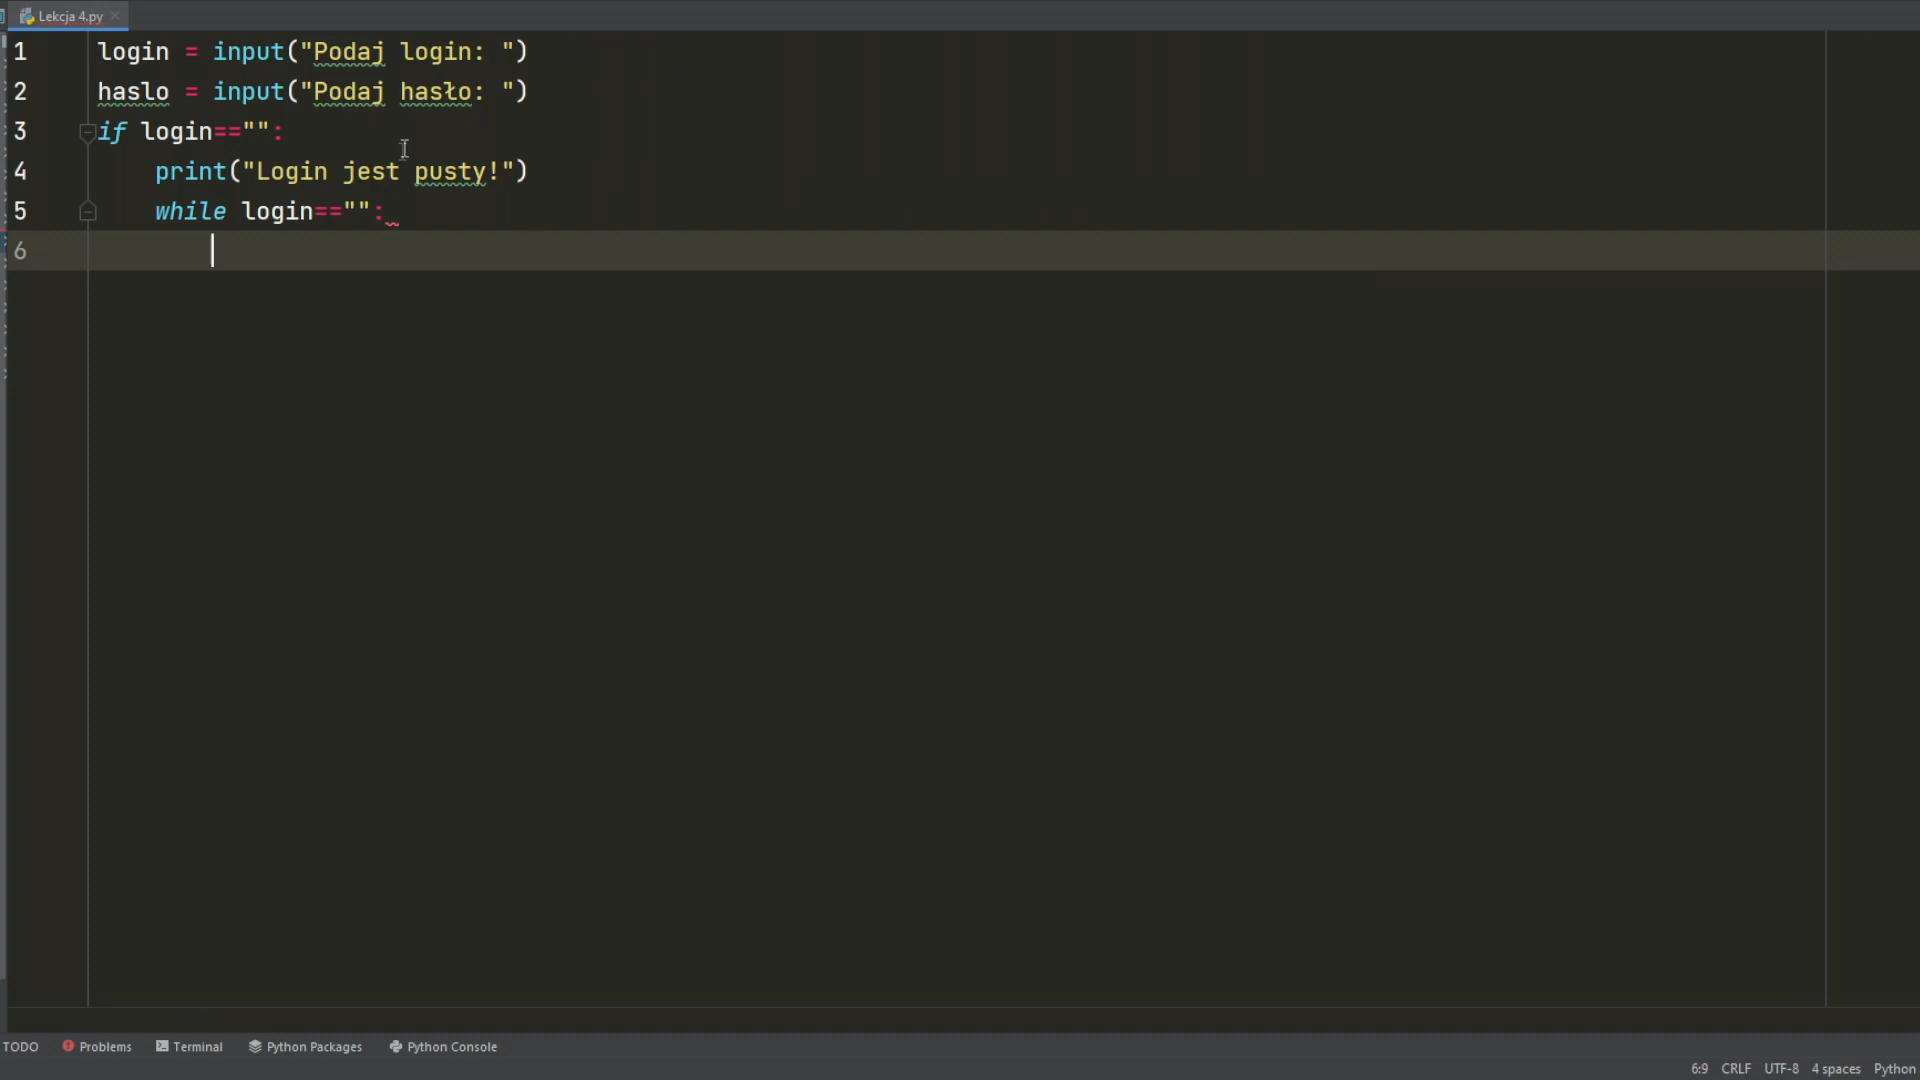 Lekcja 4.py
1 login = input("Podaj login: ")
2 haslo = input("Podaj hasło: ")
3 if login=="":
4     print("Login jest pusty!")
5     while login=="":
6
TODO Problems Terminal Python Packages Python Console
6:9 CRLF UTF-8 4 spaces Python